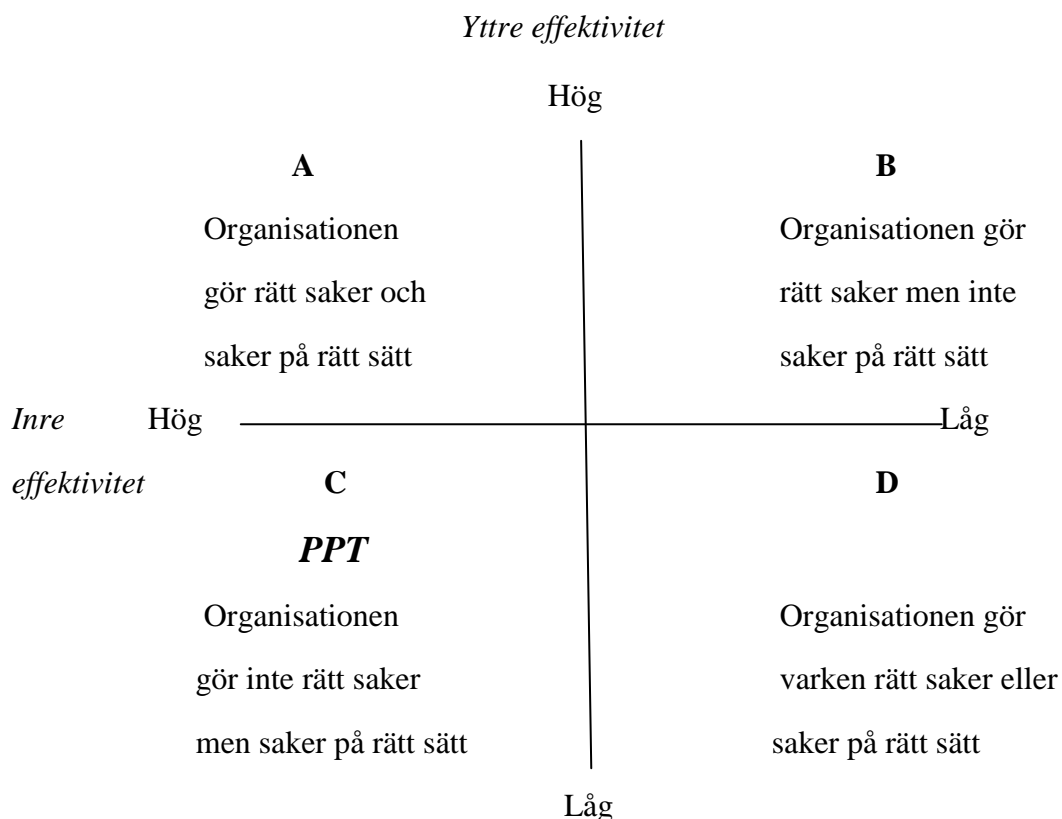 Yttre effektivitet
Hög
A B
Organisationen Organisationen gör
gör rätt saker och rätt saker men inte
saker på rätt sätt saker på rätt sätt
Inre Hög Låg
effektivitet C D
PPT
Organisationen Organisationen gör
gör inte rätt saker varken rätt saker eller
men saker på rätt sätt saker på rätt sätt
Låg